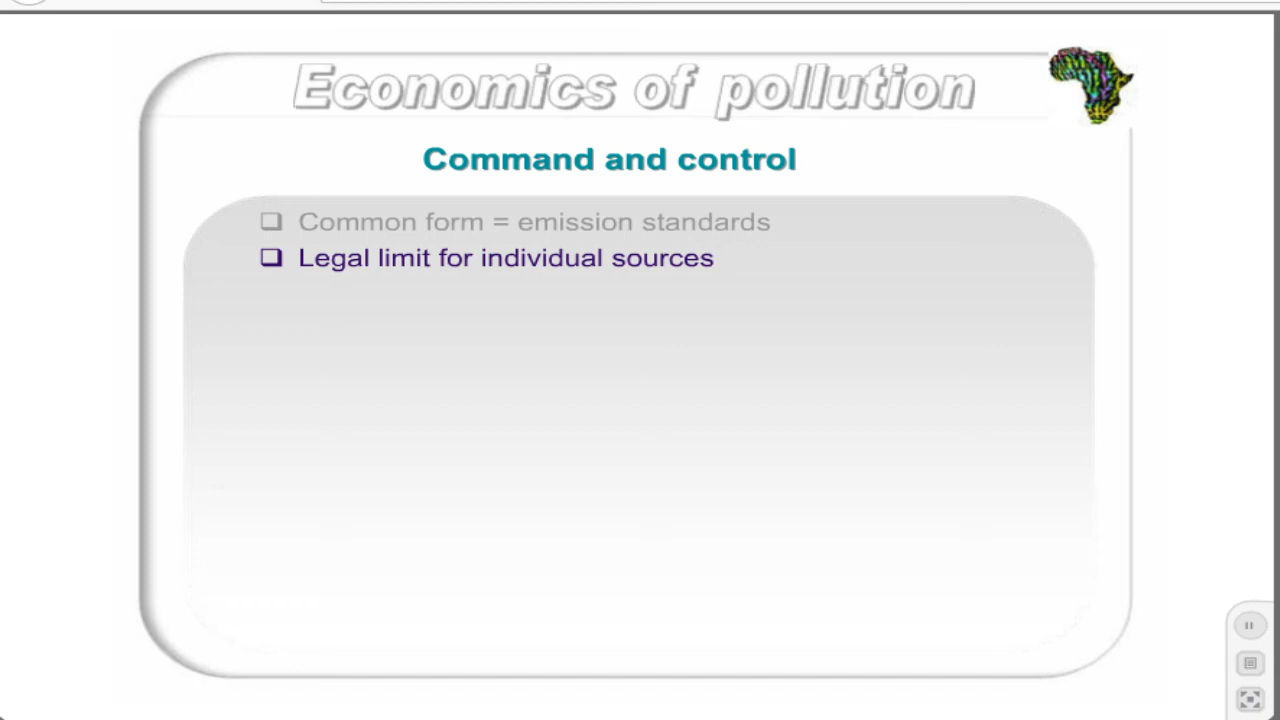 Economics of pollution
Command and control
❑ Common form = emission standards
❑ Legal limit for individual sources